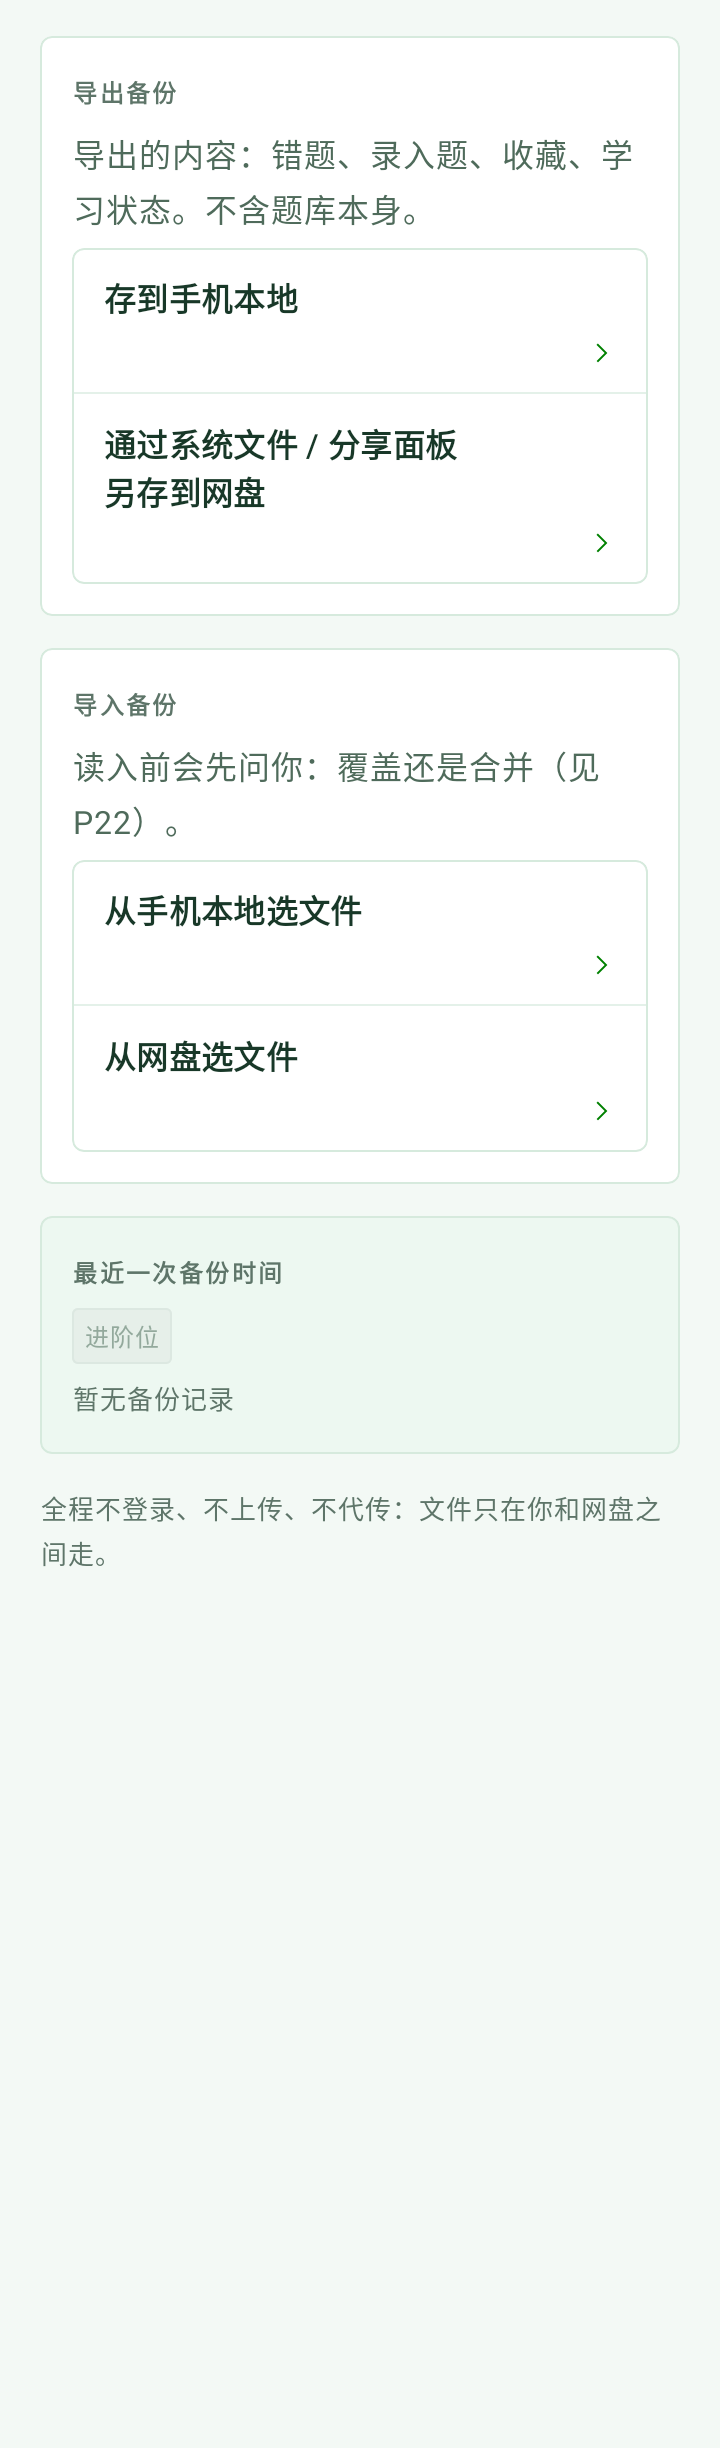 导出备份
导出的内容：错题、录入题、收藏、学
习状态。不含题库本身。
存到手机本地
通过系统文件 / 分享面板
另存到网盘
导入备份
读入前会先问你：覆盖还是合并（见
P22）。
从手机本地选文件
从网盘选文件
最近一次备份时间
进阶位
暂无备份记录
全程不登录、不上传、不代传：文件只在你和网盘之
间走。